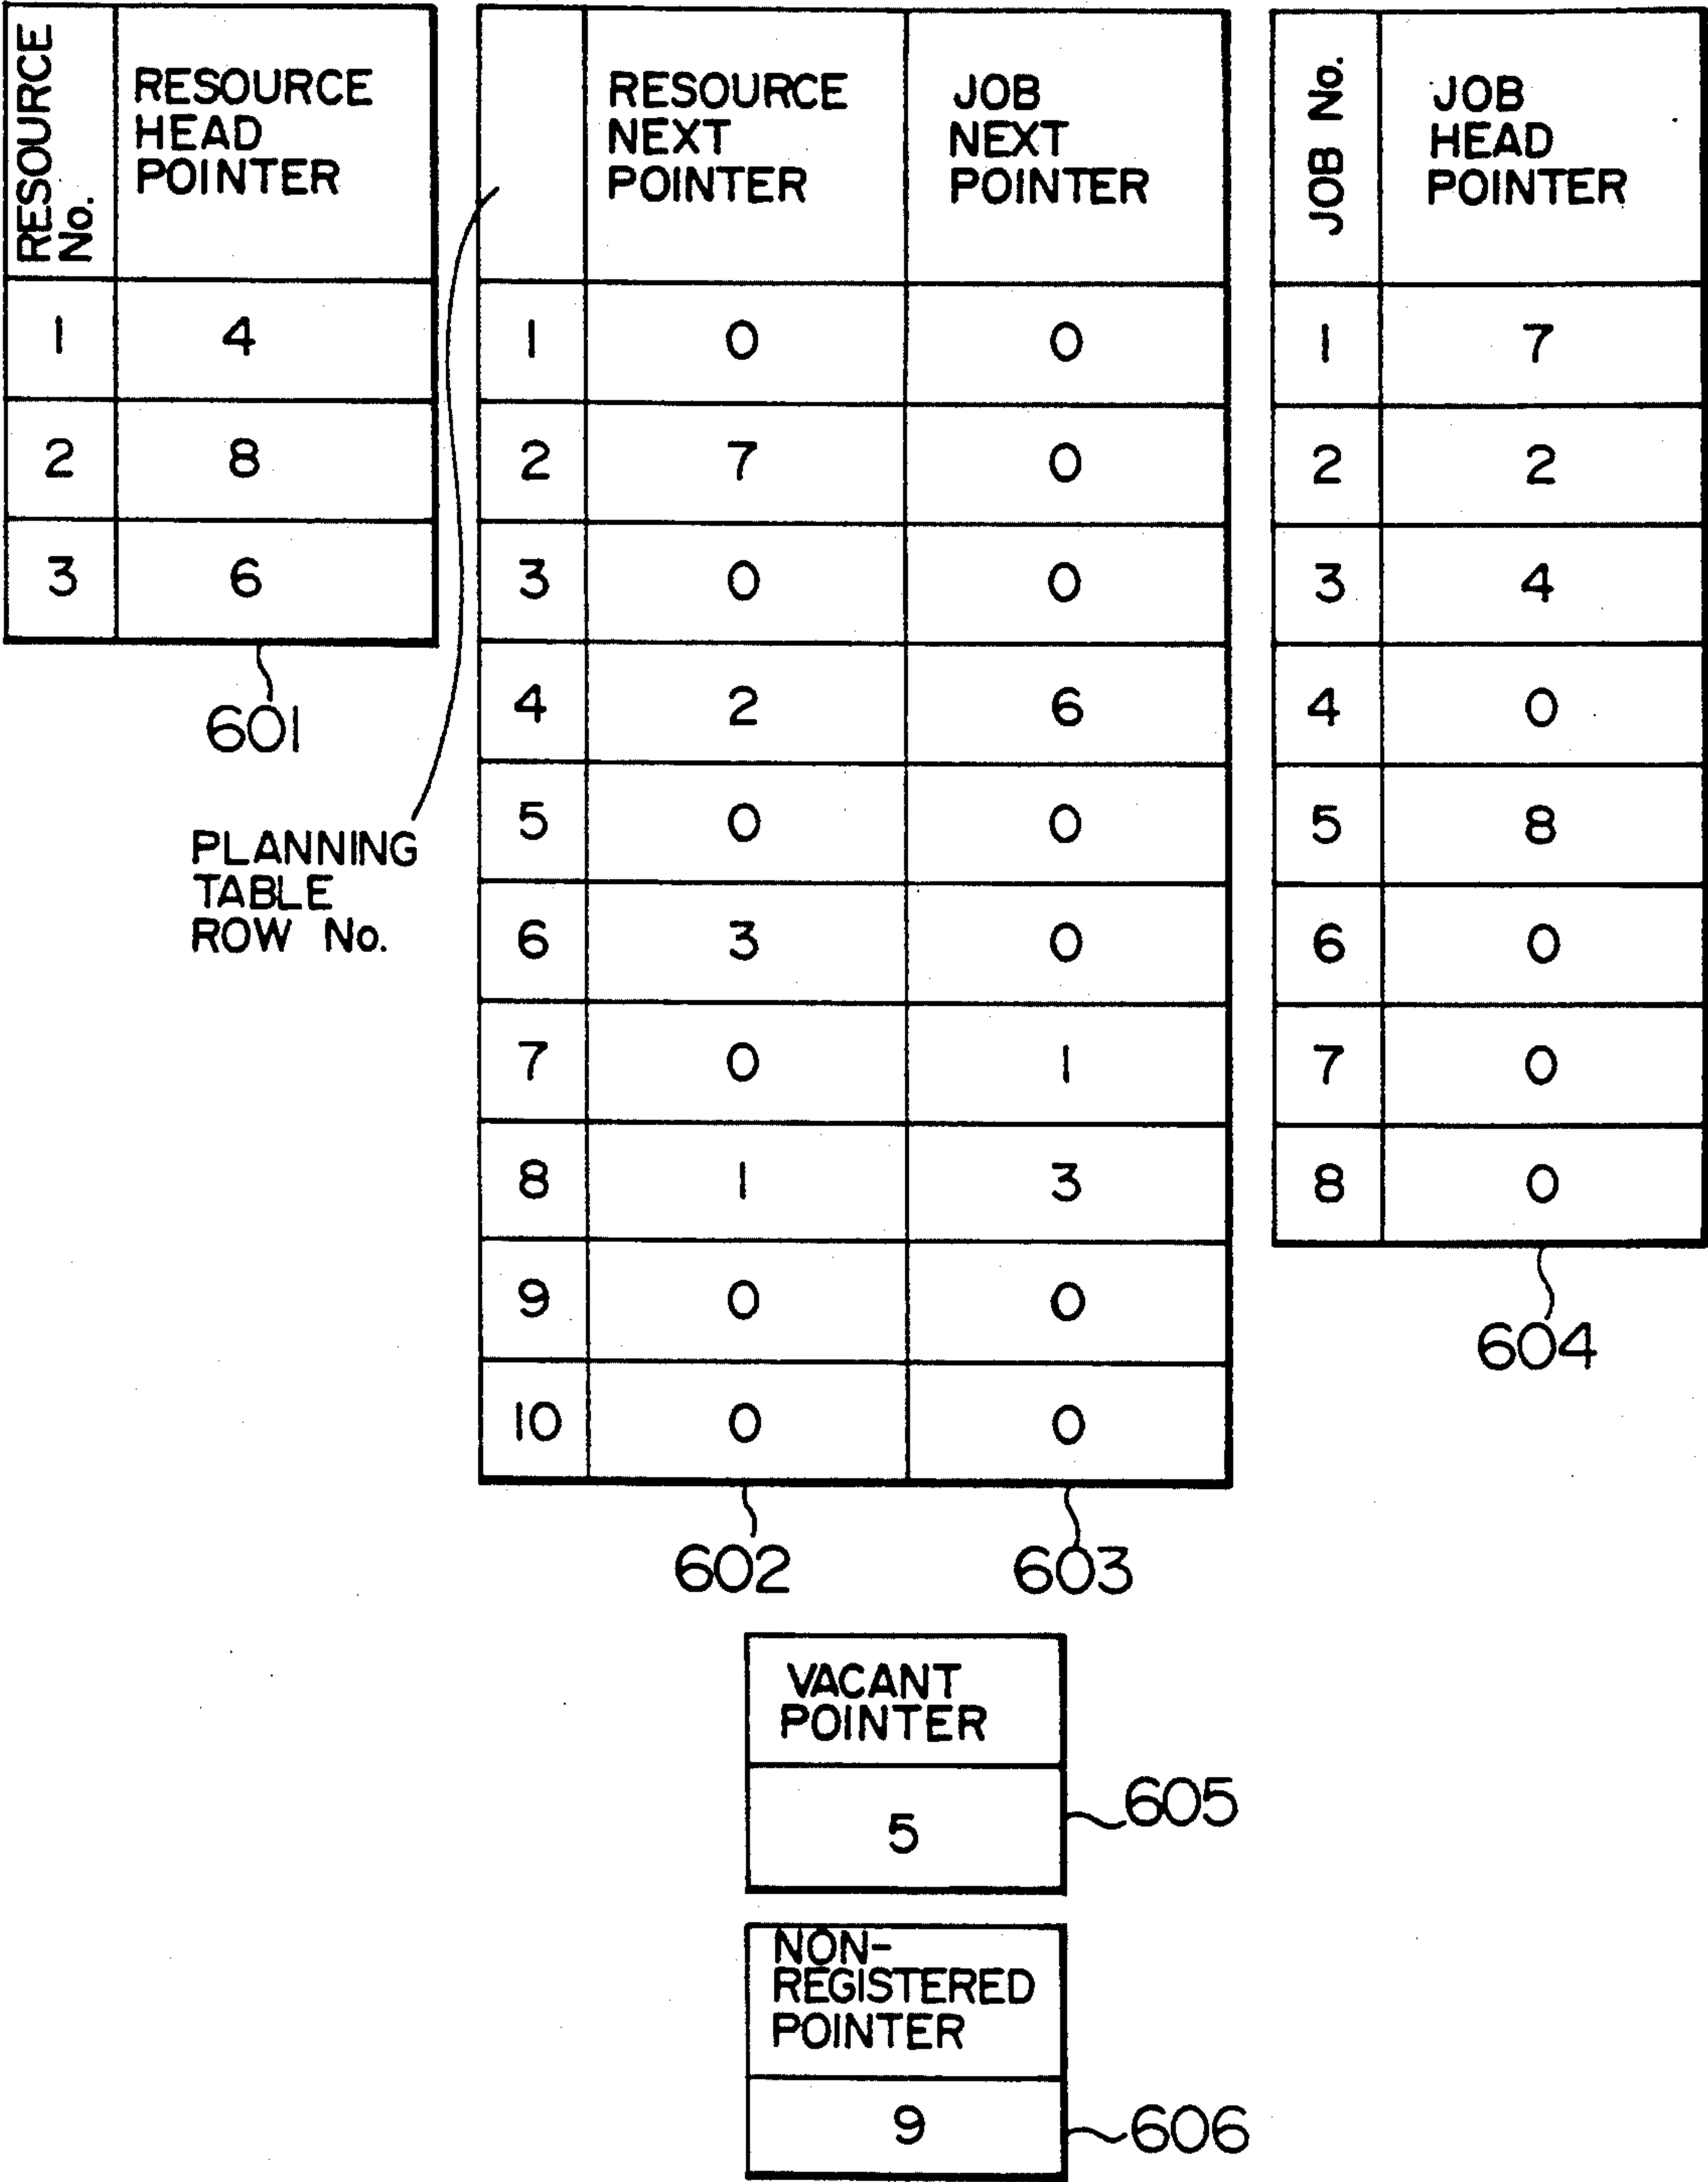 RESOURCE
No.
RESOURCE
HEAD
POINTER
1 4
2 8
3 6
601
PLANNING
TABLE
ROW No.
RESOURCE
NEXT
POINTER
JOB
NEXT
POINTER
1 0 0
2 7 0
3 0 0
4 2 6
5 0 0
6 3 0
7 0 1
8 1 3
9 0 0
10 0 0
602
603
JOB No.
JOB
HEAD
POINTER
1 7
2 2
3 4
4 0
5 8
6 0
7 0
8 0
604
VACANT
POINTER
5
605
NON-
REGISTERED
POINTER
9
606